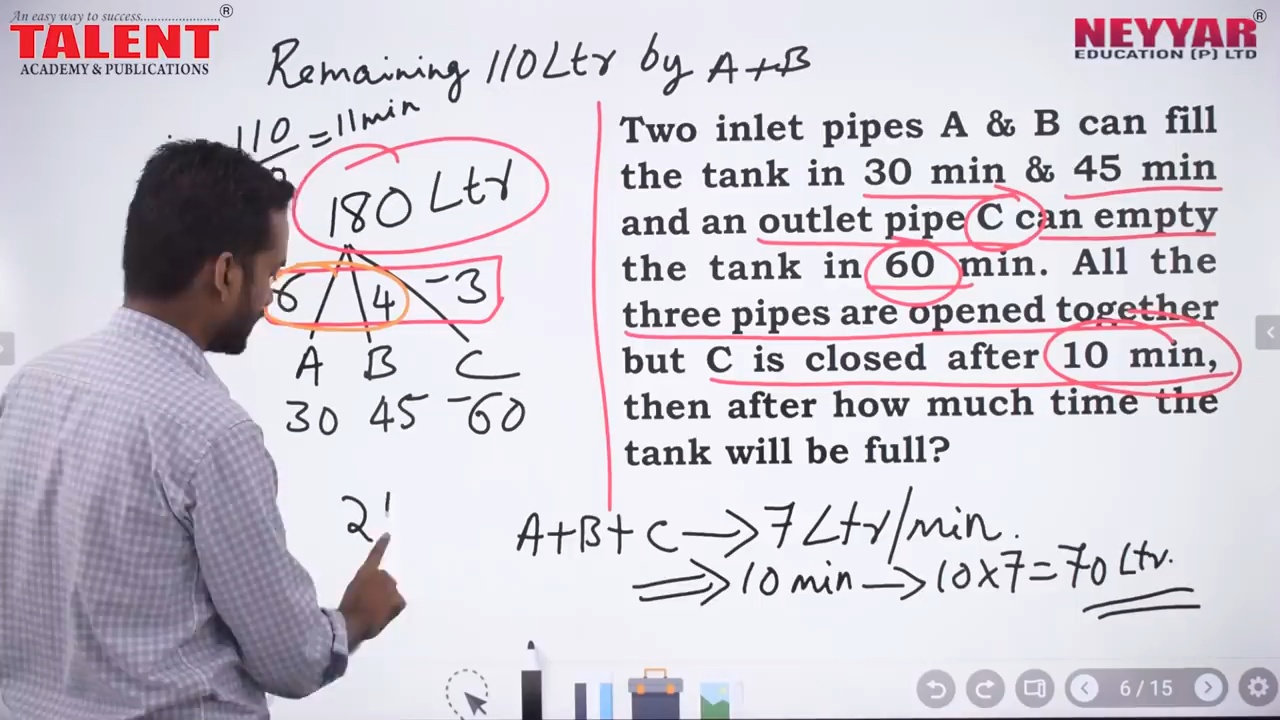 An easy way to success.....................
TALENT
ACADEMY & PUBLICATIONS
®
NEYYAR
EDUCATION (P) LTD
®
Remaining 110Ltr by A+B
110 = 11min
180 Ltr
6 4 -3
A B C
30 45 -60
21
Two inlet pipes A & B can fill
the tank in 30 min & 45 min
and an outlet pipe C can empty
the tank in 60 min. All the
three pipes are opened together
but C is closed after 10 min,
then after how much time the
tank will be full?
A+B+C → 7 Ltr/min.
⇒ 10 min → 10×7=70 Ltr.
6 / 15